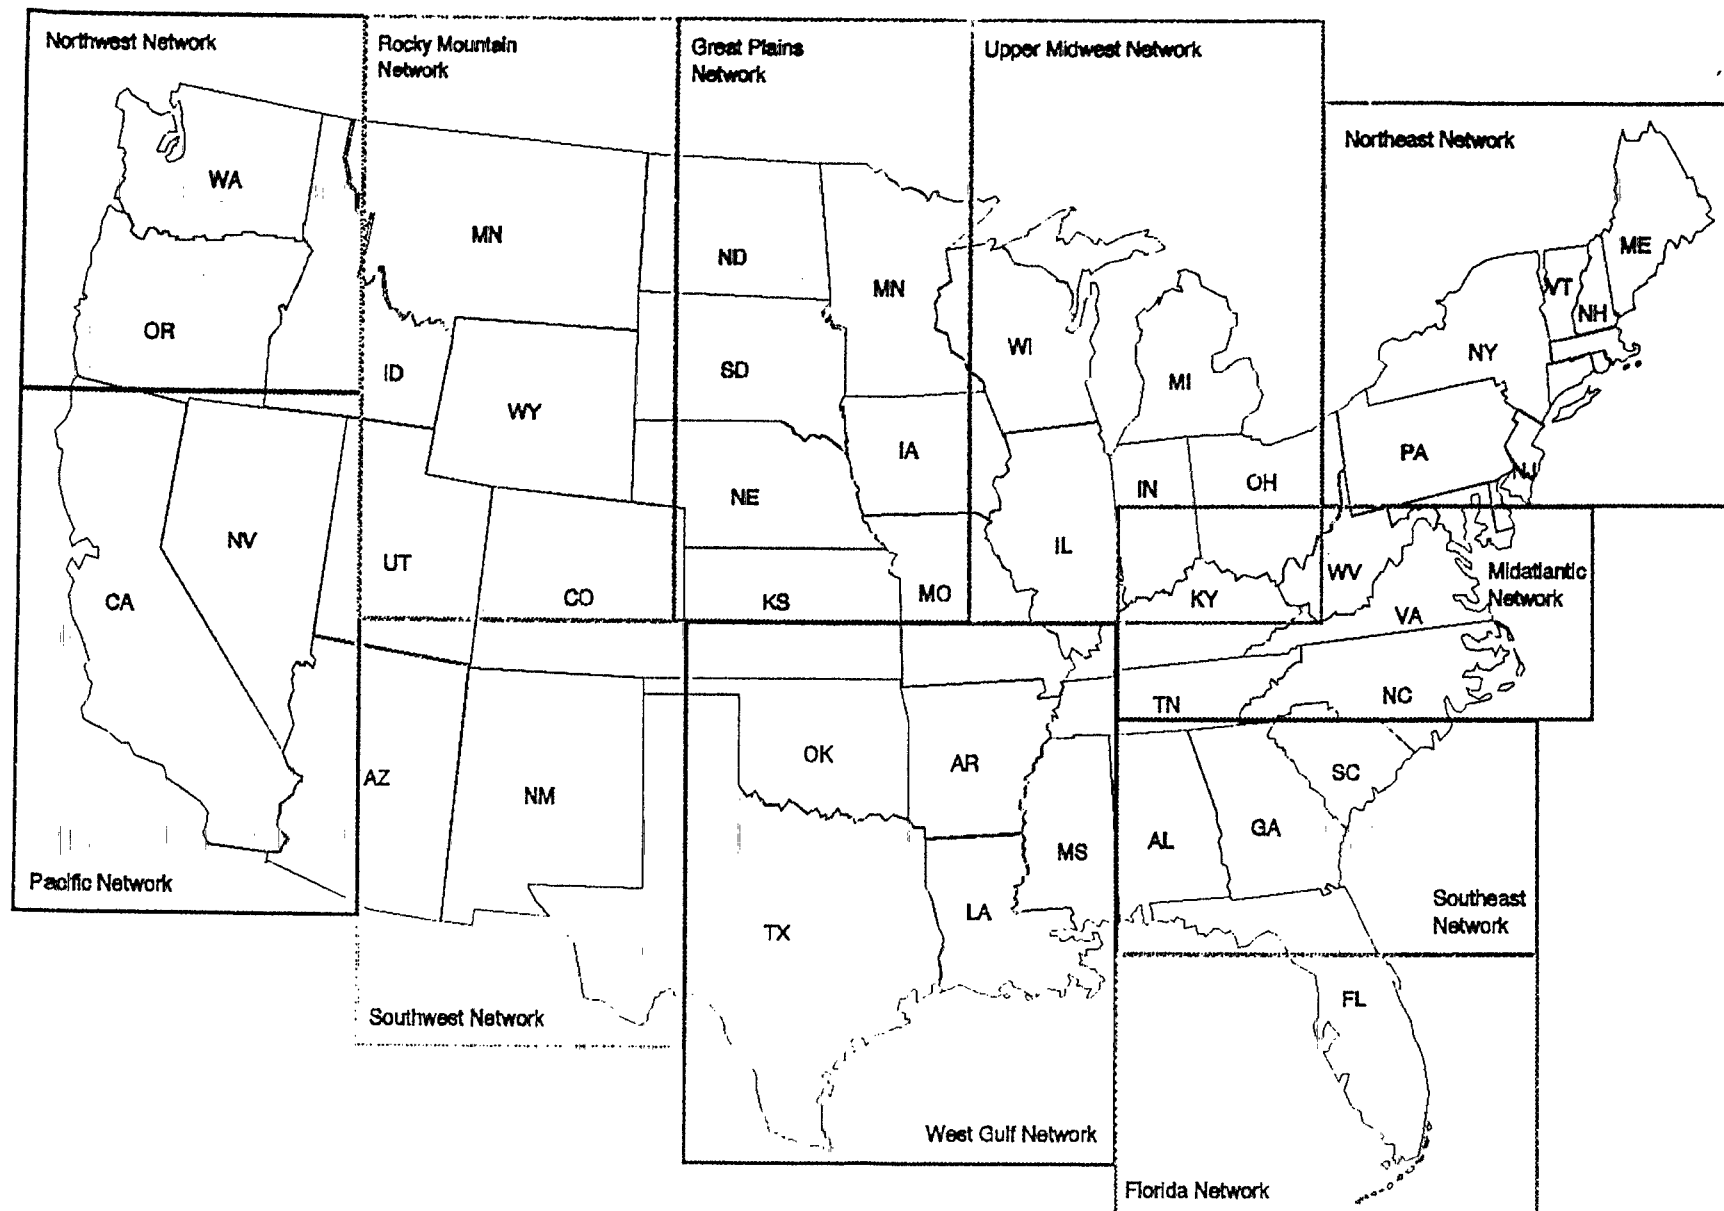 Northwest Network
Rocky Mountain
Network
Great Plains
Network
Upper Midwest Network
Northeast Network
WA
MN
ND
MN
ME
VT
NH
OR
ID
SD
WI
MI
NY
WY
IA
PA
NE
IN
OH
NJ
NV
UT
IL
CA
CO
KS
MO
KY
WV
VA
Midatlantic
Network
TN
NC
AZ
NM
OK
AR
SC
MS
AL
GA
Pacific Network
TX
LA
Southeast
Network
FL
Southwest Network
West Gulf Network
Florida Network